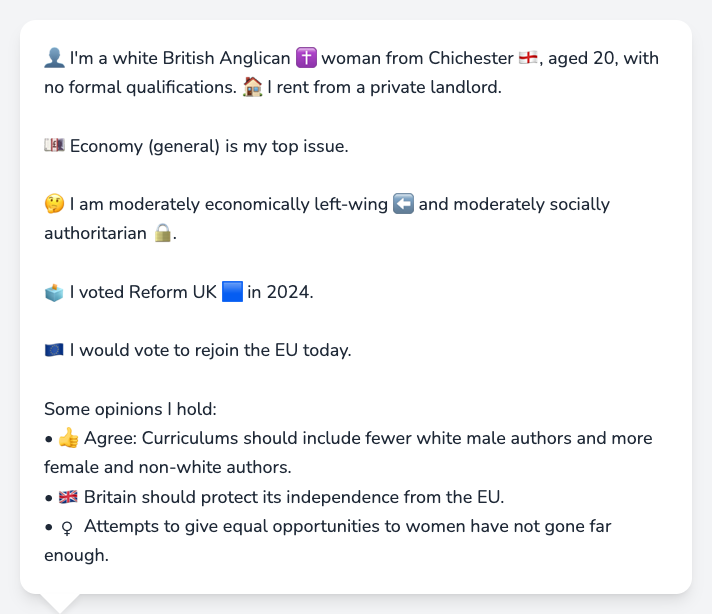 👤 I'm a white British Anglican ✝️ woman from Chichester 🏴󠁧󠁢󠁥󠁮󠁧󠁿, aged 20, with
no formal qualifications. 🏠 I rent from a private landlord.
💷 Economy (general) is my top issue.
🤔 I am moderately economically left-wing ⬅️ and moderately socially
authoritarian 🔒.
🗳️ I voted Reform UK 🟦 in 2024.
🇪🇺 I would vote to rejoin the EU today.
Some opinions I hold:
• 👍 Agree: Curriculums should include fewer white male authors and more
female and non-white authors.
• 🇬🇧 Britain should protect its independence from the EU.
• ♀ Attempts to give equal opportunities to women have not gone far
enough.